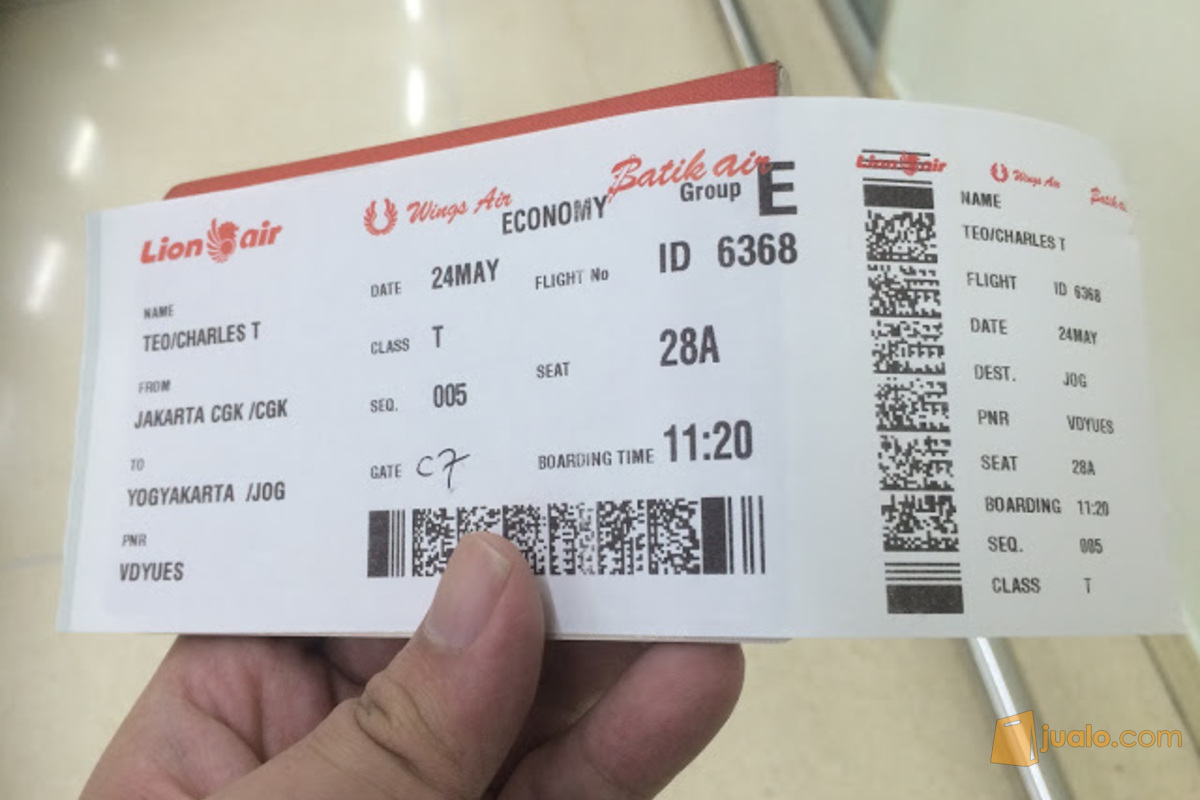 Lion air
Wings Air
Batik air
ECONOMY
Group E
NAME
TEO/CHARLES T
FROM
JAKARTA CGK /CGK
TO
YOGYAKARTA /JOG
PNR
VDYUES
DATE 24MAY
FLIGHT No ID 6368
CLASS T
SEAT 28A
SEQ. 005
GATE C7
BOARDING TIME 11:20
Lion air
Wings Air
Batik
NAME
TEO/CHARLES T
FLIGHT ID 6368
DATE 24MAY
DEST. JOG
PNR VDYUES
SEAT 28A
BOARDING 11:20
SEQ. 005
CLASS T
jualo.com